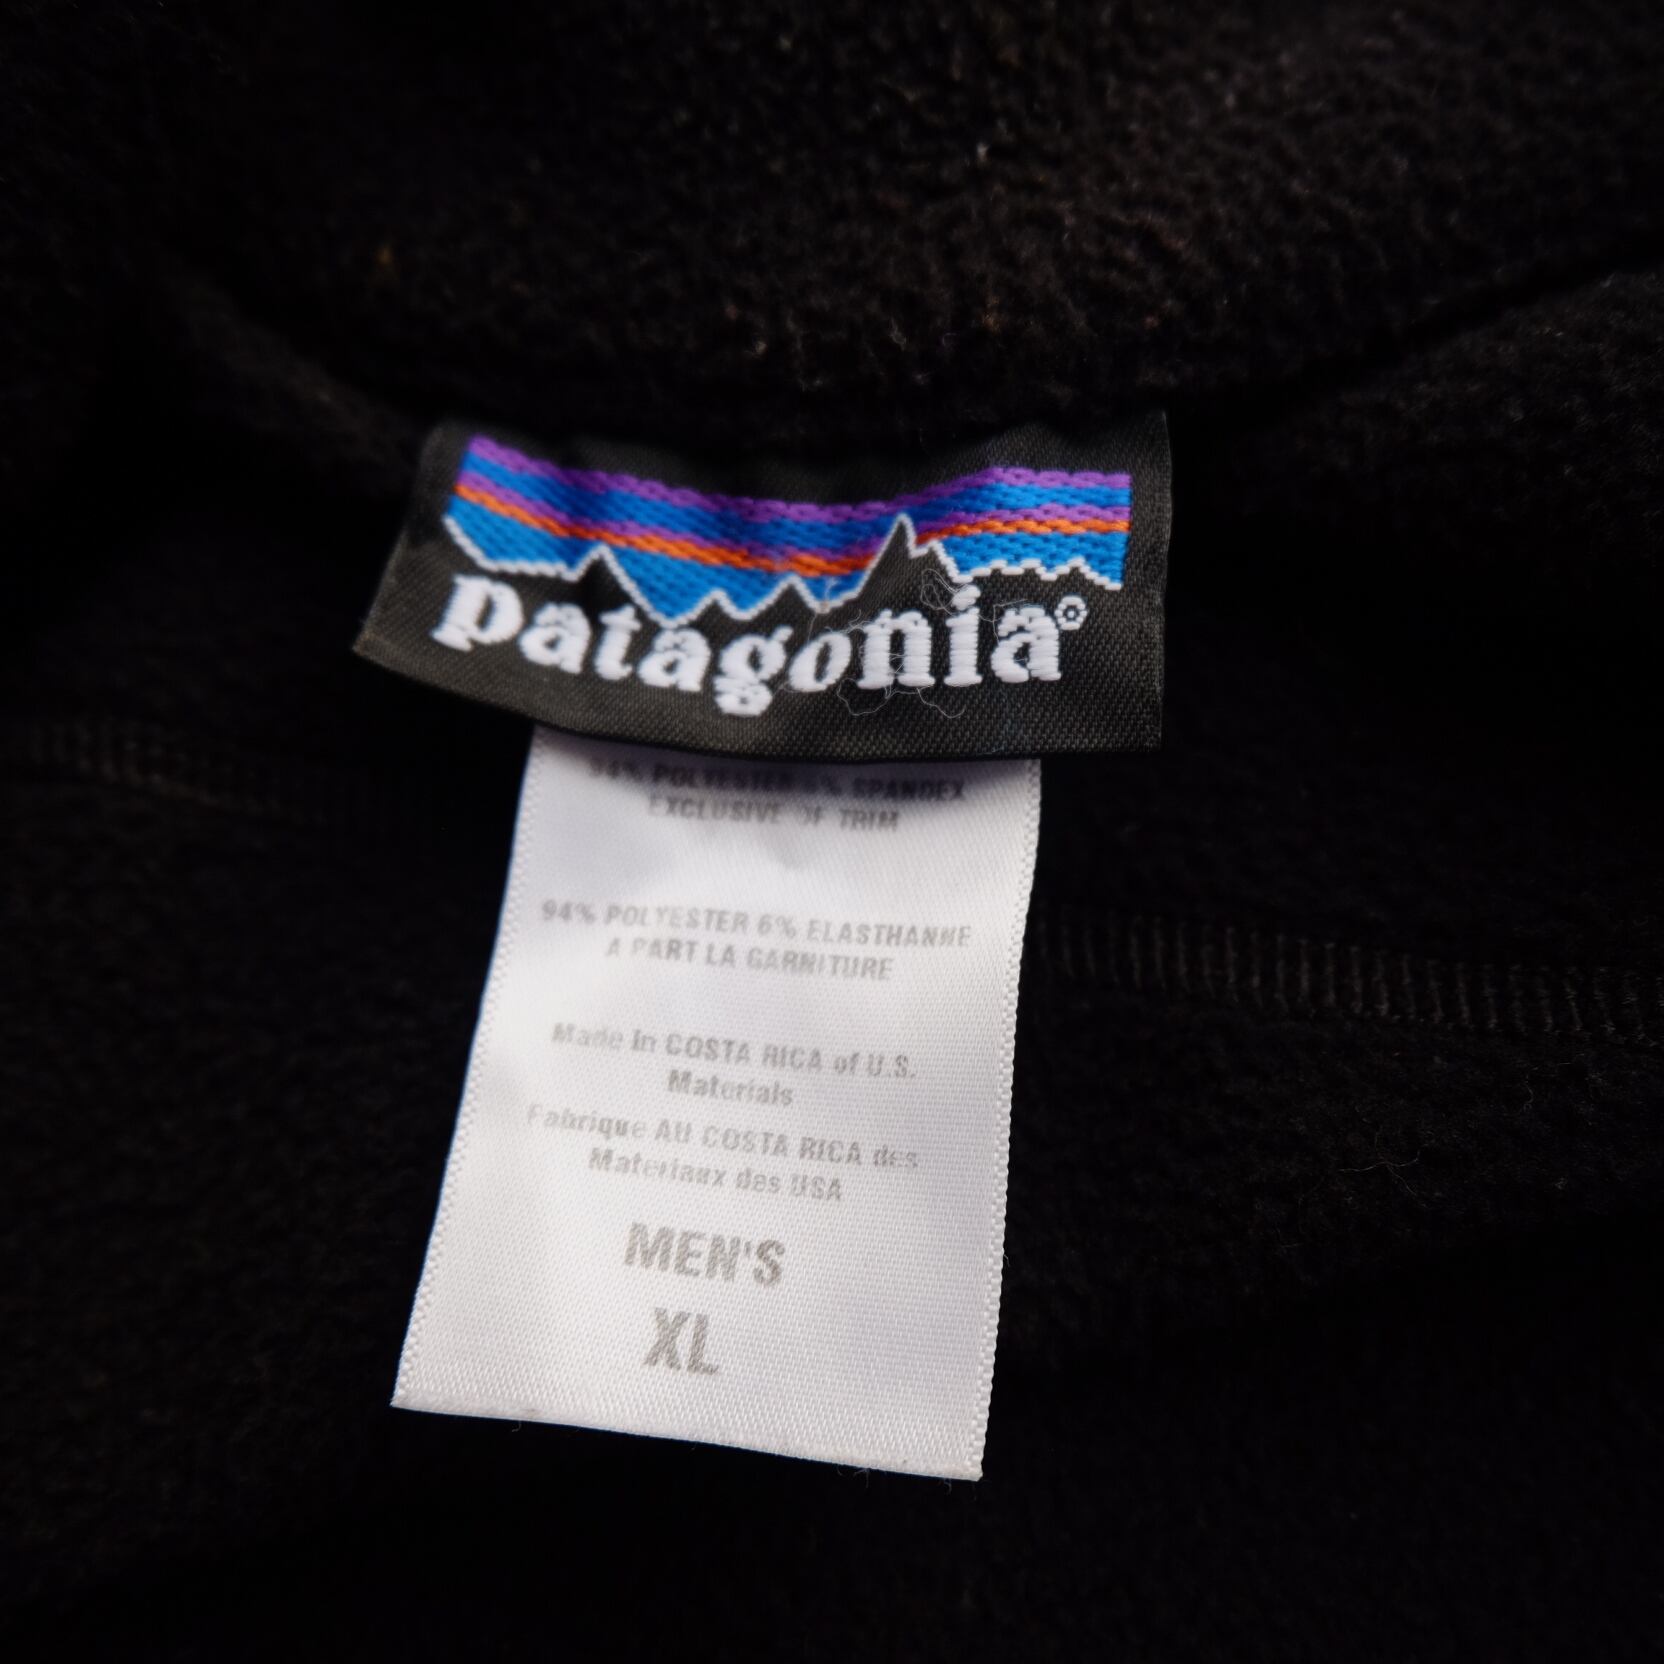 patagonia®
94% POLYESTER 6% SPANDEX
EXCLUSIVE OF TRIM
94% POLYESTER 6% ELASTHANNE
A PART LA GARNITURE
Made in COSTA RICA of U.S.
Materials
Fabrique AU COSTA RICA des
Materiaux des USA
MEN'S
XL